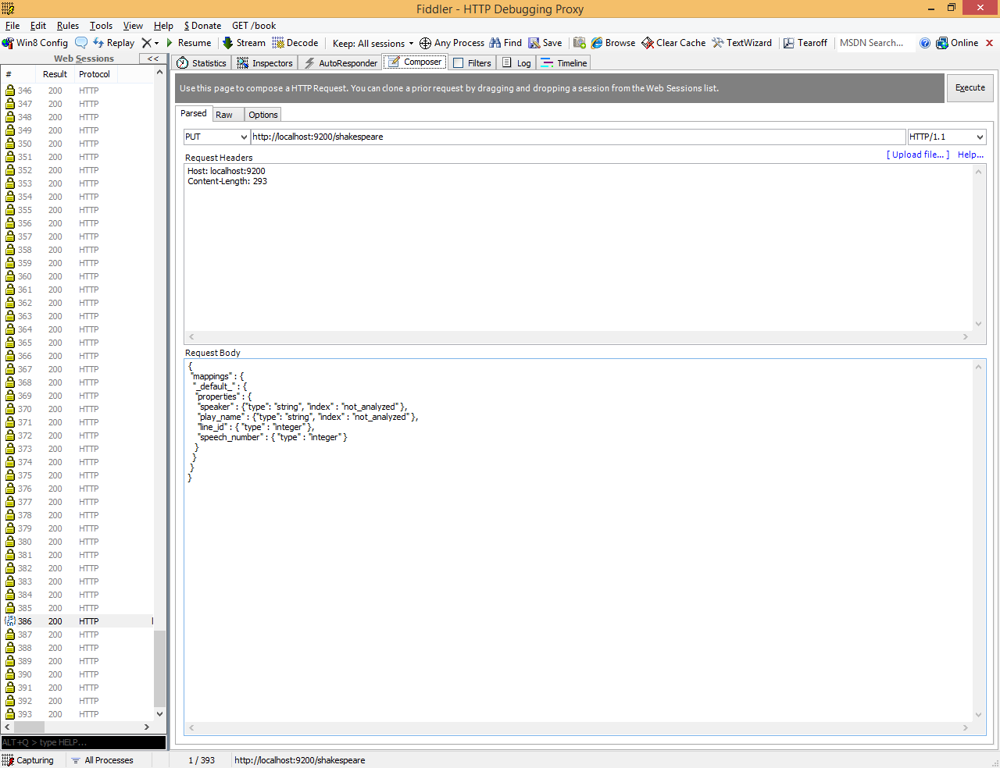 Fiddler - HTTP Debugging Proxy
File Edit Rules Tools View Help $ Donate GET /book
Win8 Config Replay Resume Stream Decode Keep: All sessions Any Process Find Save Browse Clear Cache TextWizard Tearoff MSDN Search... Online
Web Sessions <<
# Result Protocol
346 200 HTTP
347 200 HTTP
348 200 HTTP
349 200 HTTP
350 200 HTTP
351 200 HTTP
352 200 HTTP
353 200 HTTP
354 200 HTTP
355 200 HTTP
356 200 HTTP
357 200 HTTP
358 200 HTTP
359 200 HTTP
360 200 HTTP
361 200 HTTP
362 200 HTTP
363 200 HTTP
364 200 HTTP
365 200 HTTP
366 200 HTTP
367 200 HTTP
368 200 HTTP
369 200 HTTP
370 200 HTTP
371 200 HTTP
372 200 HTTP
373 200 HTTP
374 200 HTTP
375 200 HTTP
376 200 HTTP
377 200 HTTP
378 200 HTTP
379 200 HTTP
380 200 HTTP
381 200 HTTP
382 200 HTTP
383 200 HTTP
384 200 HTTP
385 200 HTTP
386 200 HTTP
387 200 HTTP
388 200 HTTP
389 200 HTTP
390 200 HTTP
391 200 HTTP
392 200 HTTP
393 200 HTTP
ALT+Q > type HELP...
Statistics Inspectors AutoResponder Composer Filters Log Timeline
Use this page to compose a HTTP Request. You can clone a prior request by dragging and dropping a session from the Web Sessions list.
Execute
Parsed Raw Options
PUT http://localhost:9200/shakespeare HTTP/1.1
Request Headers [ Upload file... ] Help...
Host: localhost:9200
Content-Length: 293
Request Body
{
"mappings" : {
"_default_" : {
"properties" : {
"speaker" : {"type": "string", "index" : "not_analyzed" },
"play_name" : {"type": "string", "index" : "not_analyzed" },
"line_id" : { "type" : "integer" },
"speech_number" : { "type" : "integer" }
}
}
}
}
Capturing All Processes 1 / 393 http://localhost:9200/shakespeare